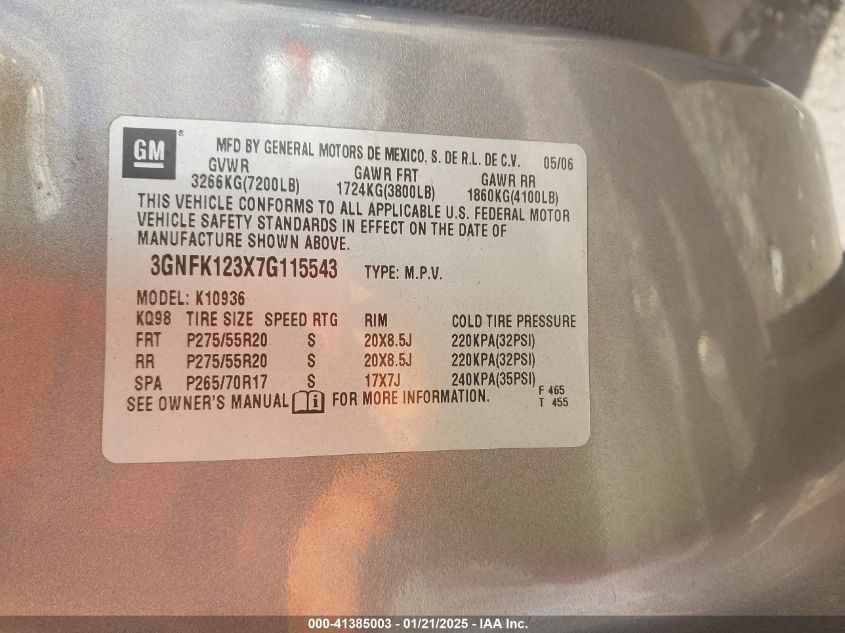 GM ® MFD BY GENERAL MOTORS DE MEXICO, S. DE R.L. DE C.V. 05/06
GVWR GAWR FRT GAWR RR
3266KG(7200LB) 1724KG(3800LB) 1860KG(4100LB)
THIS VEHICLE CONFORMS TO ALL APPLICABLE U.S. FEDERAL MOTOR
VEHICLE SAFETY STANDARDS IN EFFECT ON THE DATE OF
MANUFACTURE SHOWN ABOVE.
3GNFK123X7G115543 TYPE: M.P.V.
MODEL: K10936
KQ98 TIRE SIZE SPEED RTG RIM COLD TIRE PRESSURE
FRT P275/55R20 S 20X8.5J 220KPA(32PSI)
RR P275/55R20 S 20X8.5J 220KPA(32PSI)
SPA P265/70R17 S 17X7J 240KPA(35PSI)
SEE OWNER'S MANUAL i FOR MORE INFORMATION. F 465
T 455
000-41385003 / 01/21/2025 - IAA Inc.